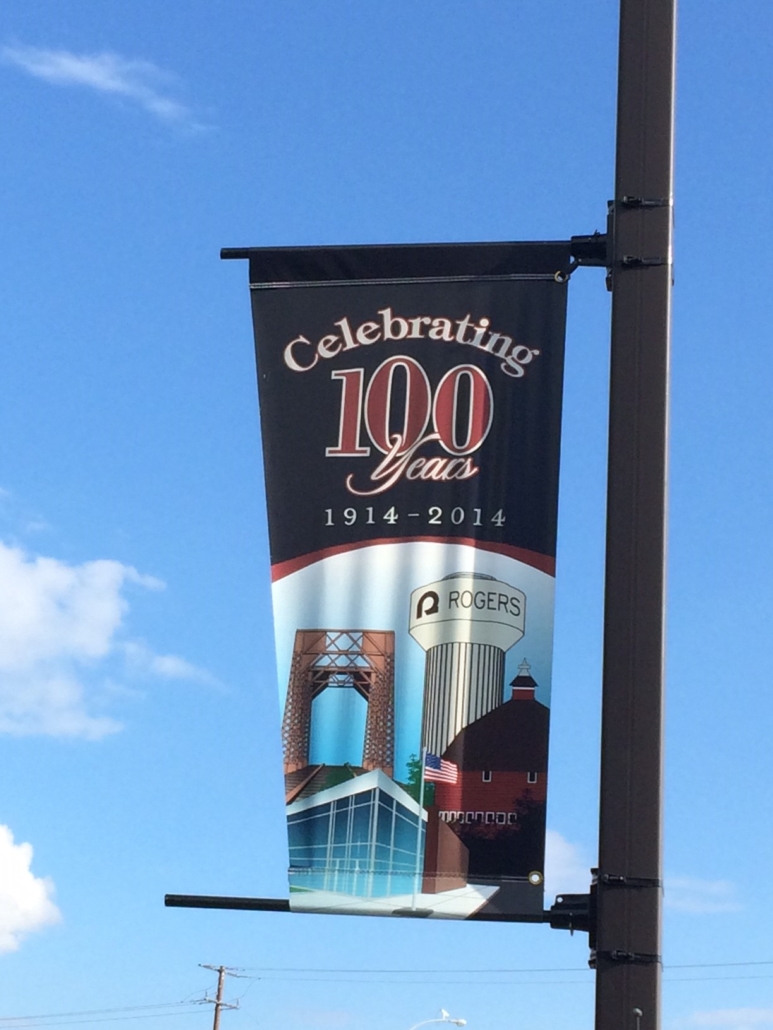 Celebrating
100
Years
1914-2014
ROGERS